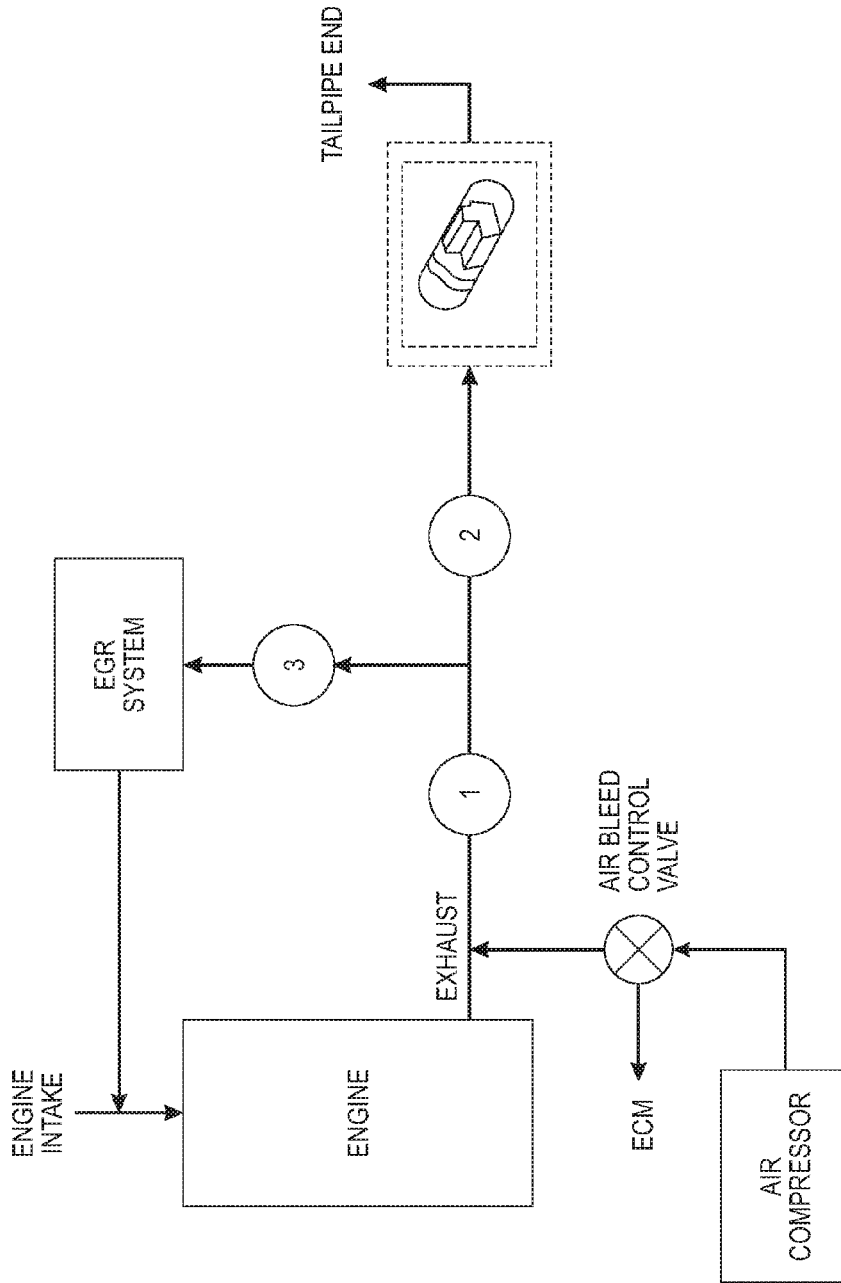 ENGINE
INTAKE
EGR
SYSTEM
TAILPIPE END
3
ENGINE
EXHAUST
1
2
ECM
AIR BLEED
CONTROL
VALVE
AIR
COMPRESSOR